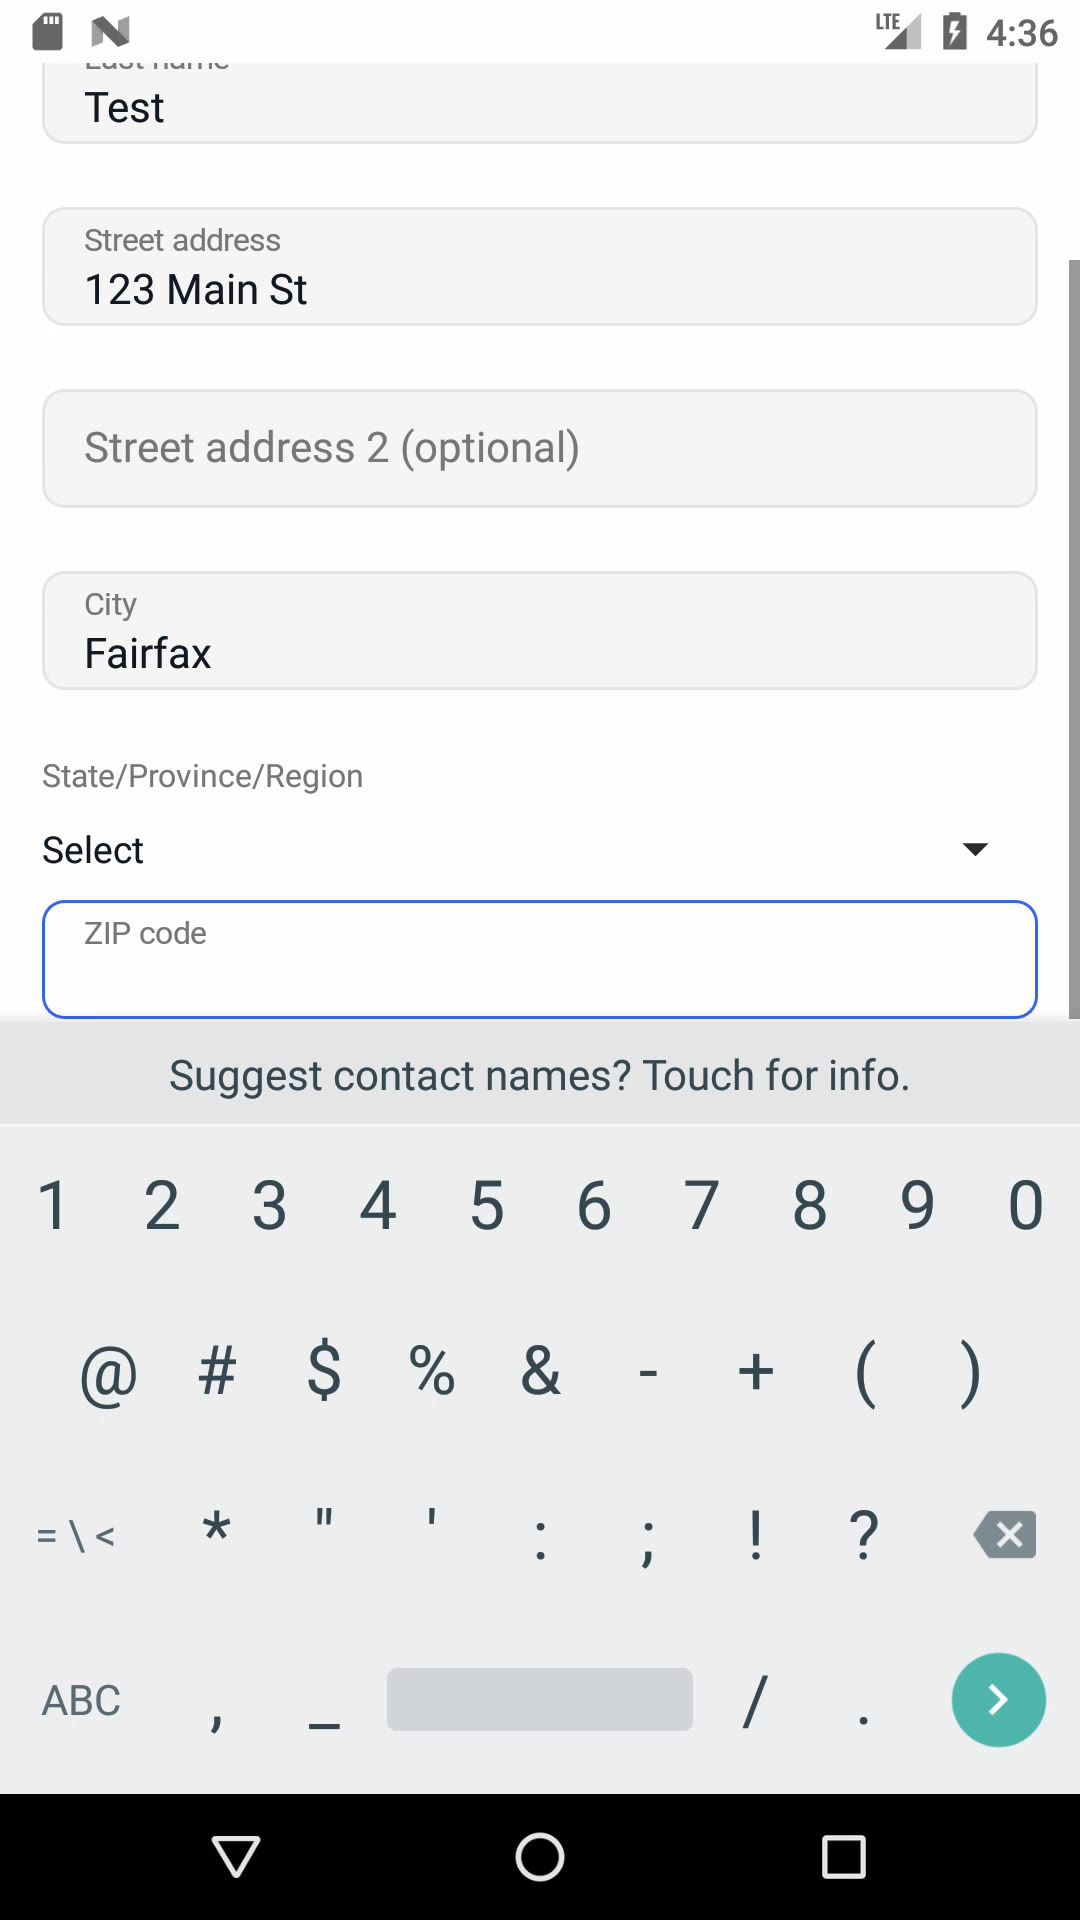 LTE 4:36
Last name
Test
Street address
123 Main St
Street address 2 (optional)
City
Fairfax
State/Province/Region
Select
ZIP code
Suggest contact names? Touch for info.
1 2 3 4 5 6 7 8 9 0
@ # $ % & - + ( )
= \ < * " ' : ; ! ?
ABC , _ / .